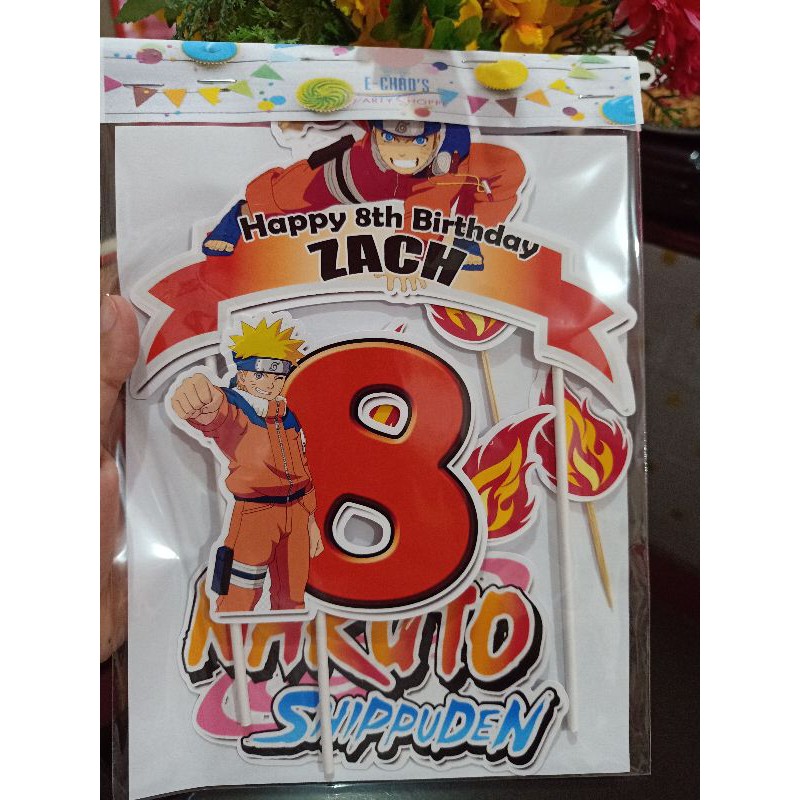 E-CHAD'S
PARTY SHOPPE
Happy 8th Birthday
ZACH
8
NARUTO
SHIPPUDEN